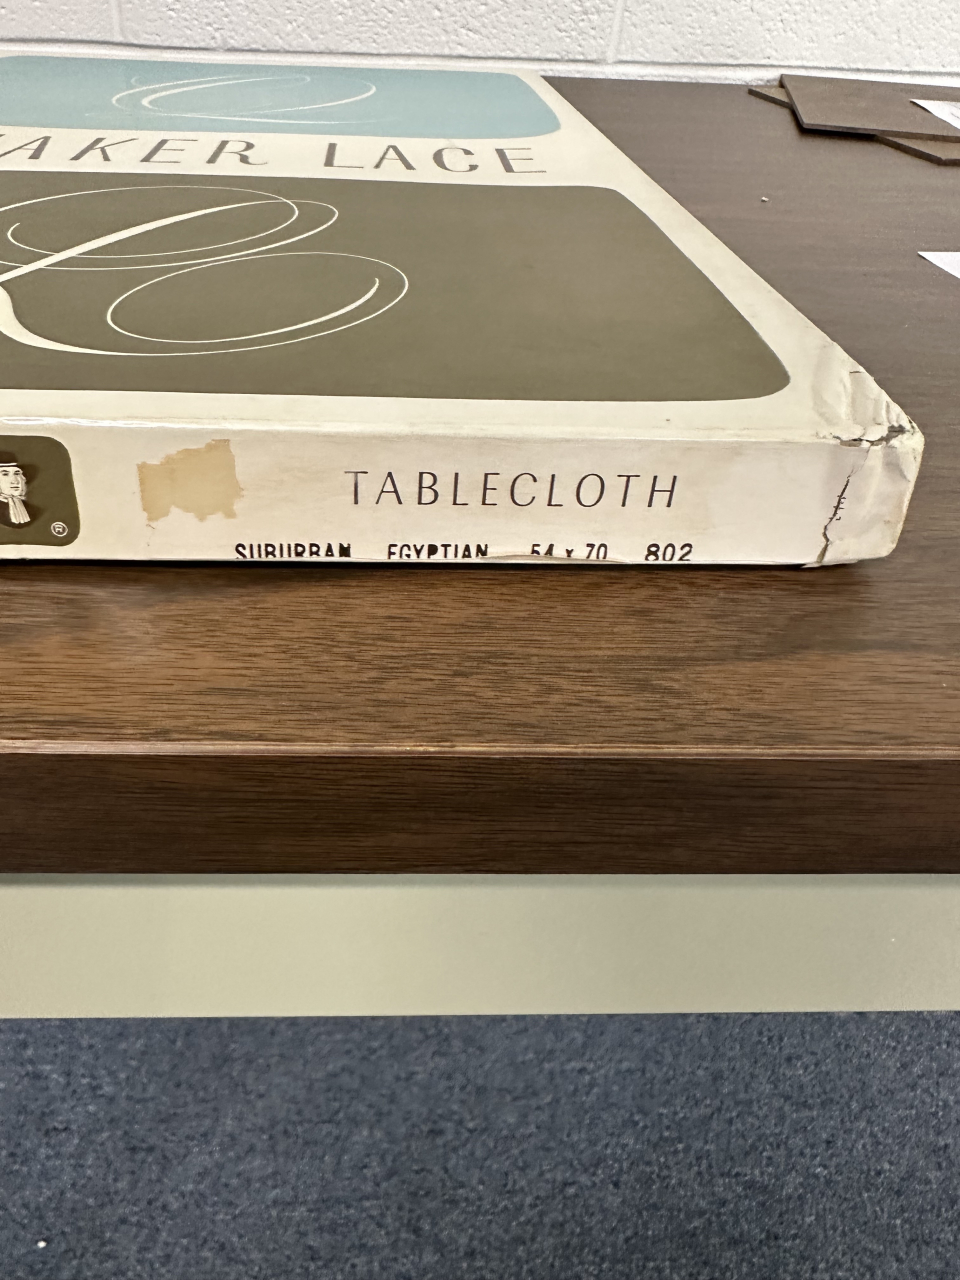 AKER LACE
TABLECLOTH
SUBURBAN EGYPTIAN 54 x 70 802
®